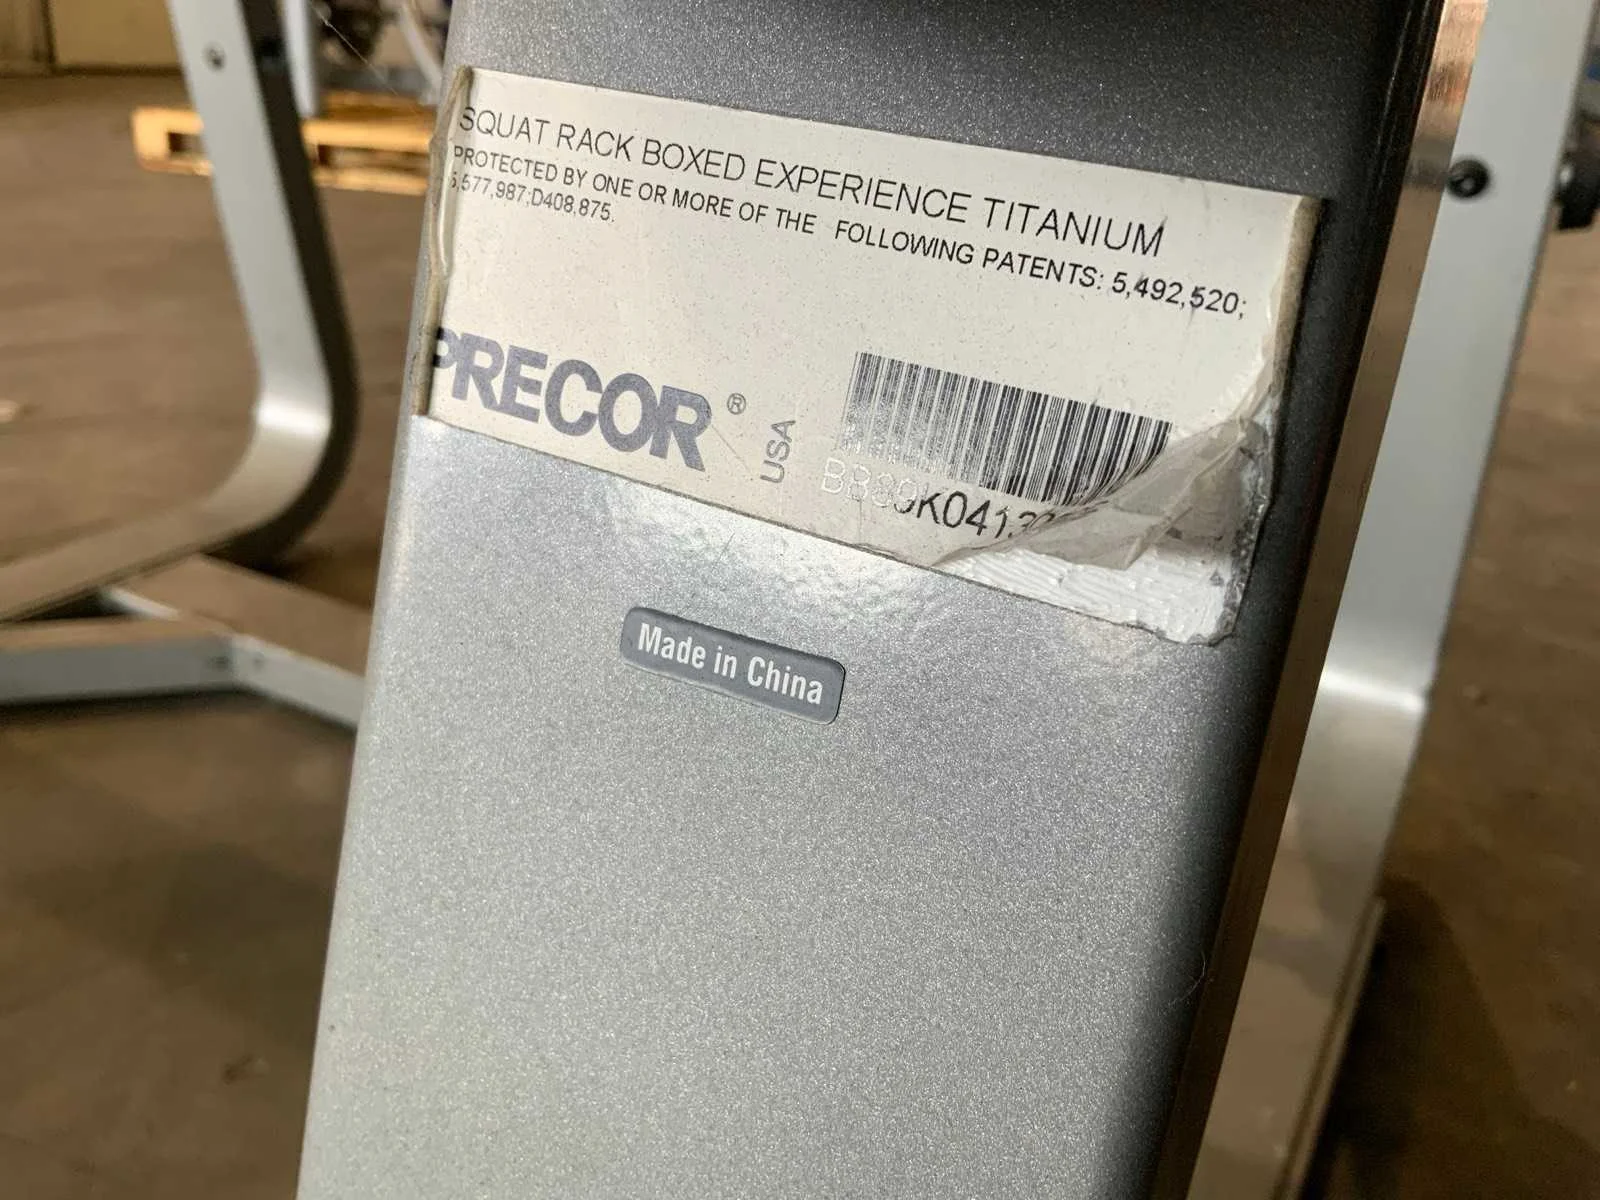 SQUAT RACK BOXED EXPERIENCE TITANIUM
PROTECTED BY ONE OR MORE OF THE FOLLOWING PATENTS: 5,492,520;
5,577,987;D408,875.
PRECOR® USA
Made in China